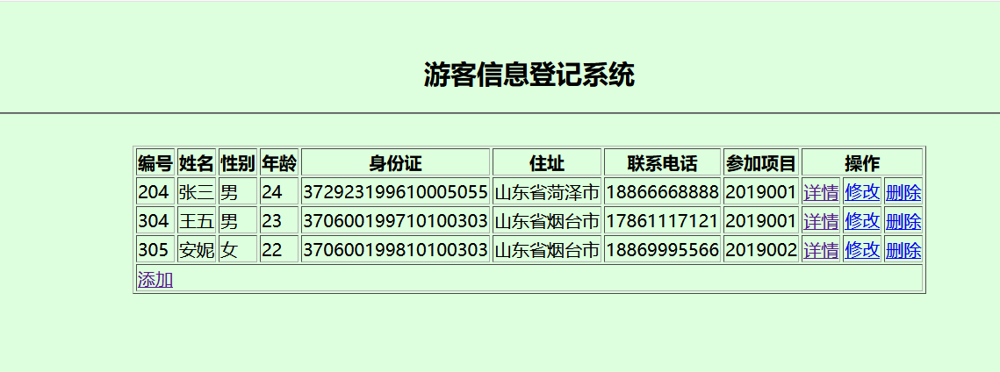 游客信息登记系统
编号 姓名 性别 年龄 身份证 住址 联系电话 参加项目 操作
204 张三 男 24 372923199610005055 山东省菏泽市 18866668888 2019001 详情 修改 删除
304 王五 男 23 370600199710100303 山东省烟台市 17861117121 2019001 详情 修改 删除
305 安妮 女 22 370600199810100303 山东省烟台市 18869995566 2019002 详情 修改 删除
添加